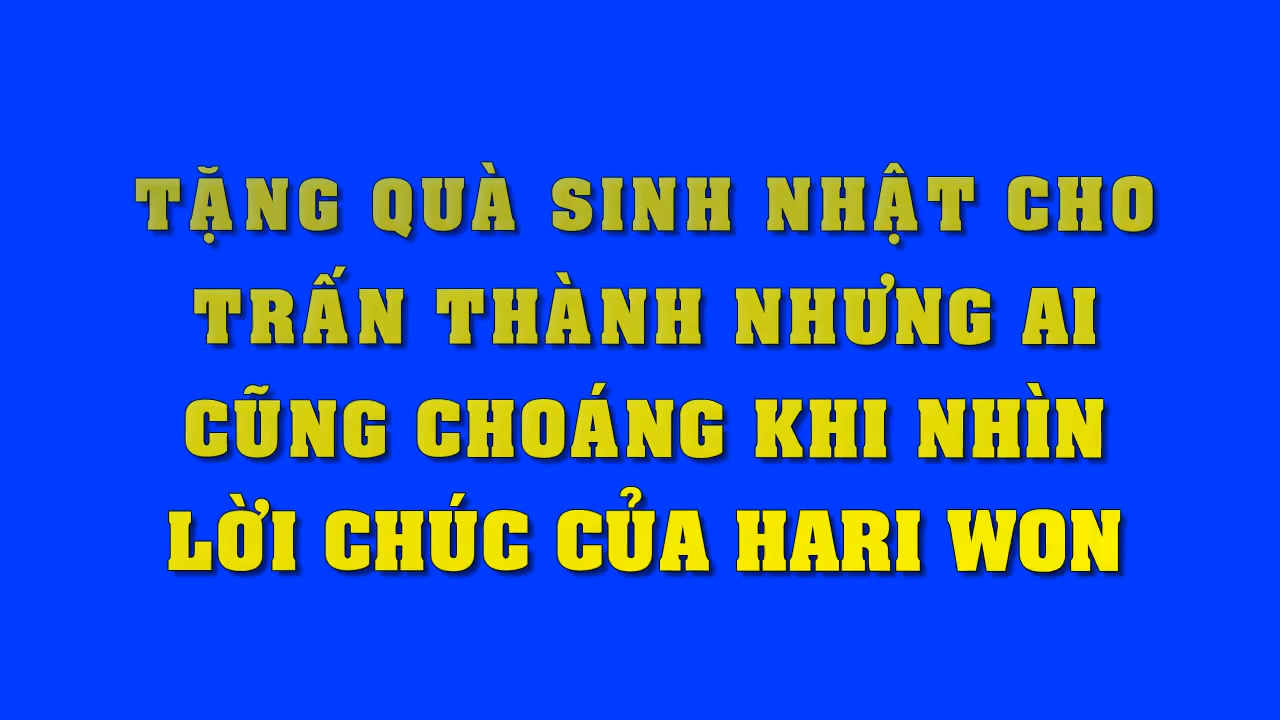 TẶNG QUÀ SINH NHẬT CHO
TRẤN THÀNH NHƯNG AI
CŨNG CHOÁNG KHI NHÌN
LỜI CHÚC CỦA HARI WON